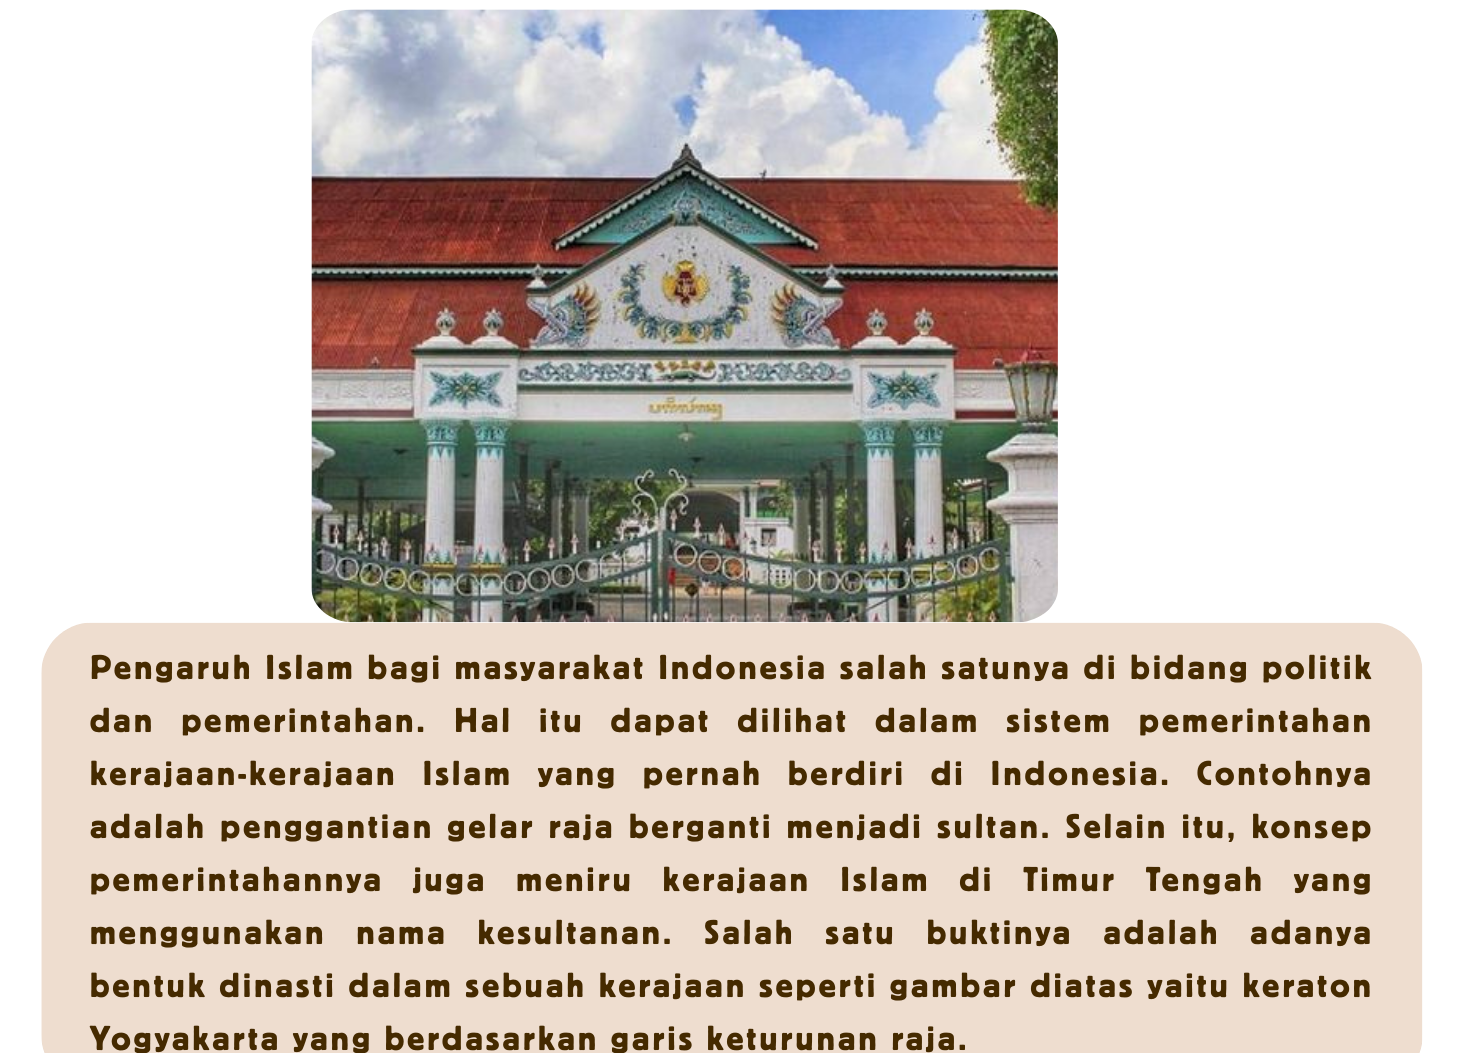 Pengaruh Islam bagi masyarakat Indonesia salah satunya di bidang politik
dan pemerintahan. Hal itu dapat dilihat dalam sistem pemerintahan
kerajaan-kerajaan Islam yang pernah berdiri di Indonesia. Contohnya
adalah penggantian gelar raja berganti menjadi sultan. Selain itu, konsep
pemerintahannya juga meniru kerajaan Islam di Timur Tengah yang
menggunakan nama kesultanan. Salah satu buktinya adalah adanya
bentuk dinasti dalam sebuah kerajaan seperti gambar diatas yaitu keraton
Yogyakarta yang berdasarkan garis keturunan raja.